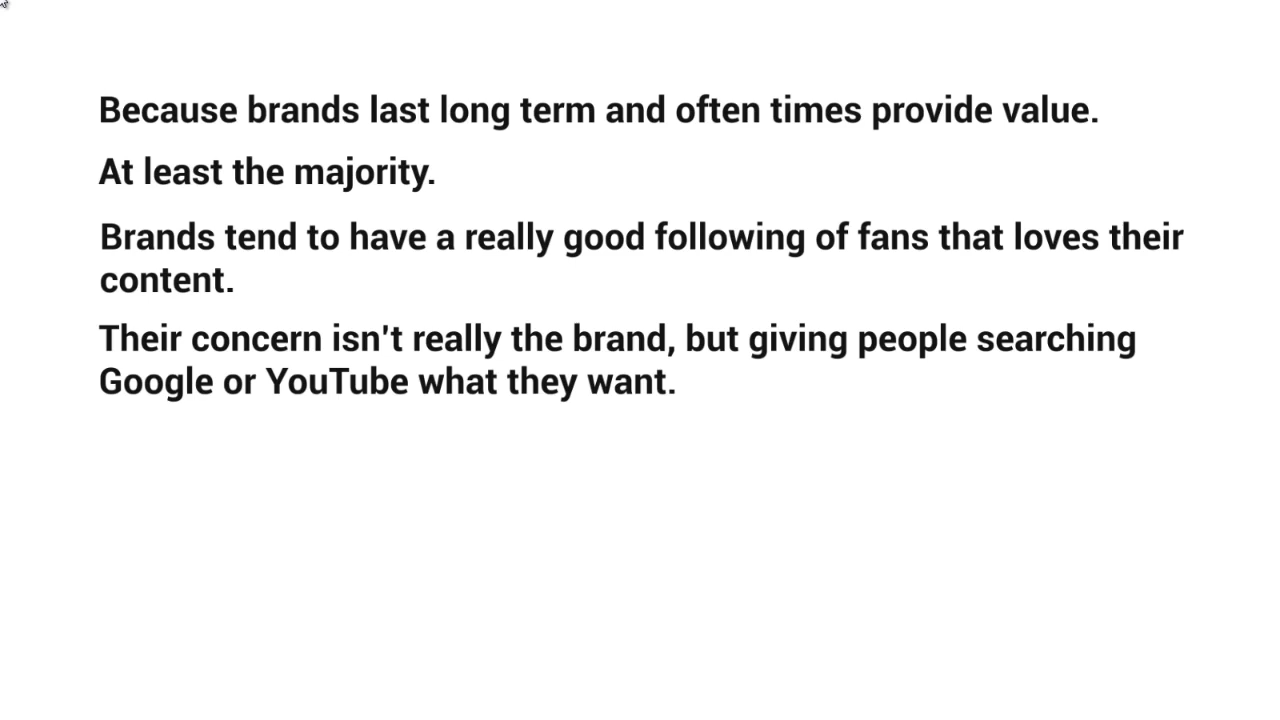 Because brands last long term and often times provide value.
At least the majority.
Brands tend to have a really good following of fans that loves their
content.
Their concern isn't really the brand, but giving people searching
Google or YouTube what they want.